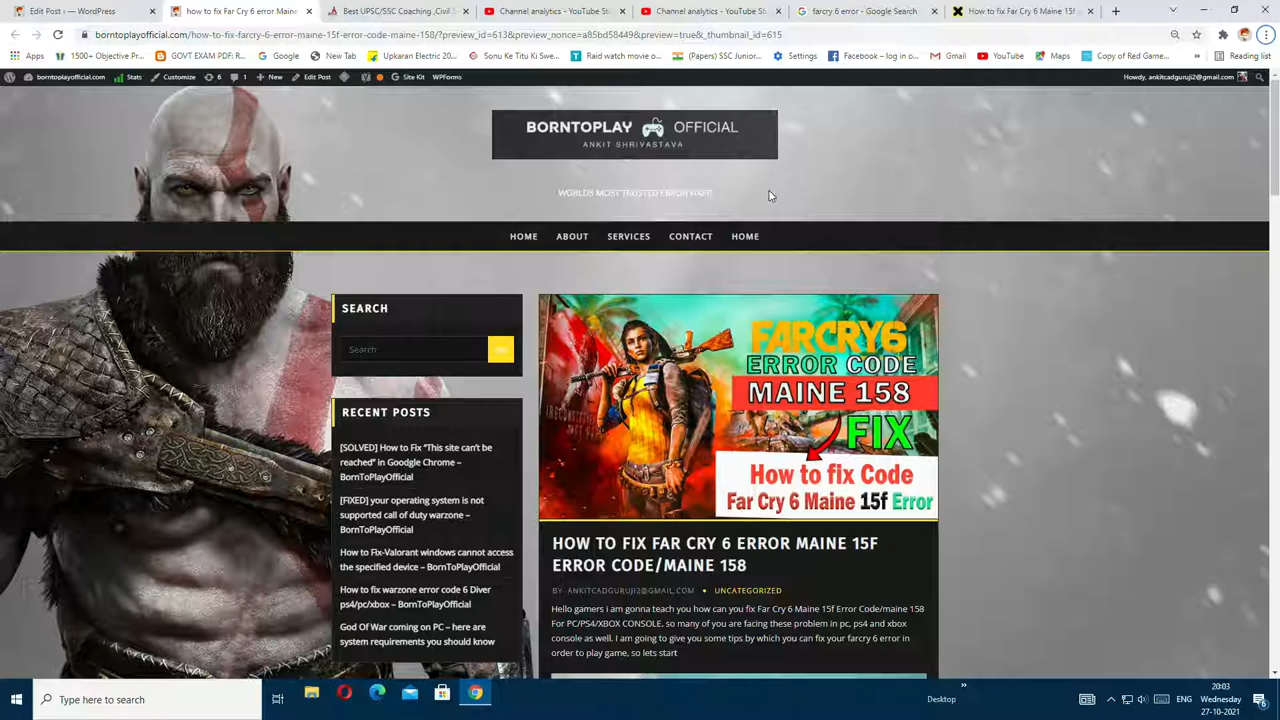 Edit Post ‹ — WordPress
how to fix Far Cry 6 error Maine
Best UPSC/SSC Coaching ,Civil S
Channel analytics - YouTube St
Channel analytics - YouTube St
farcry 6 error - Google Search
How to fix Far Cry 6 Maine 15f
borntoplayofficial.com/how-to-fix-farcry-6-error-maine-15f-error-code-maine-158/?preview_id=613&preview_nonce=a85bd58449&preview=true&_thumbnail_id=615
Apps
1500+ Objective Pro...
GOVT EXAM PDF: R...
Google
New Tab
Upkaran Electric 20...
Sonu Ke Titu Ki Swe...
Raid watch movie o...
(Papers) SSC Junior...
Settings
Facebook – log in o...
Gmail
YouTube
Maps
Copy of Red Game...
»
Reading list
borntoplayofficial.com
Stats
Customize
6
1
New
Edit Post
Site Kit
WPForms
Howdy, ankitcadguruji2@gmail.com
BORNTOPLAY OFFICIAL
ANKIT SHRIVASTAVA
WORLDS MOST TRUSTED
HOME
ABOUT
SERVICES
CONTACT
HOME
SEARCH
Search
RECENT POSTS
[SOLVED] How to Fix “This site can’t be
reached” in Goodgle Chrome –
BornToPlayOfficial
[FIXED] your operating system is not
supported call of duty warzone –
BornToPlayOfficial
How to Fix-Valorant windows cannot access
the specified device – BornToPlayOfficial
How to fix warzone error code 6 Diver
ps4/pc/xbox – BornToPlayOfficial
God Of War coming on PC – here are
system requirements you should know
FARCRY6
ERROR CODE
MAINE 158
FIX
How to fix Code
Far Cry 6 Maine 15f Error
HOW TO FIX FAR CRY 6 ERROR MAINE 15F
ERROR CODE/MAINE 158
BY ANKITCADGURUJI2@GMAIL.COM • UNCATEGORIZED
Hello gamers i am gonna teach you how can you fix Far Cry 6 Maine 15f Error Code/maine 158
For PC/PS4/XBOX CONSOLE. so many of you are facing these problem in pc, ps4 and xbox
console as well. I am going to give you some tips by which you can fix your farcry 6 error in
order to play game, so lets start
Type here to search
Desktop
»
ENG
20:03
Wednesday
27-10-2021
6